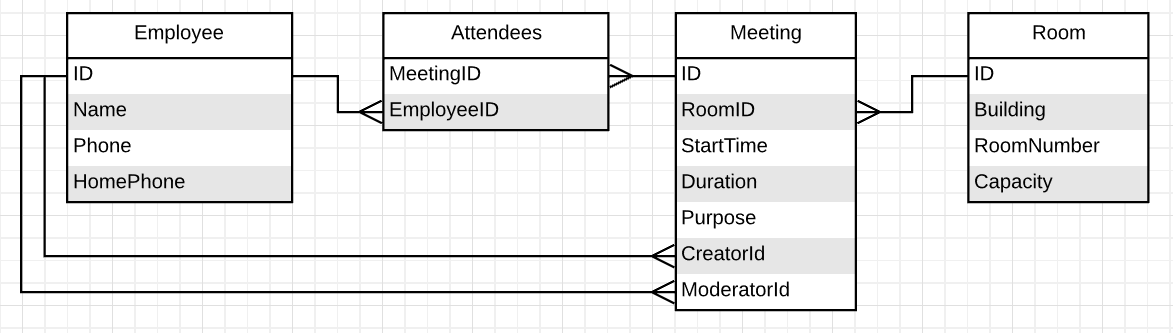 Employee
ID
Name
Phone
HomePhone
Attendees
MeetingID
EmployeeID
Meeting
ID
RoomID
StartTime
Duration
Purpose
CreatorId
ModeratorId
Room
ID
Building
RoomNumber
Capacity